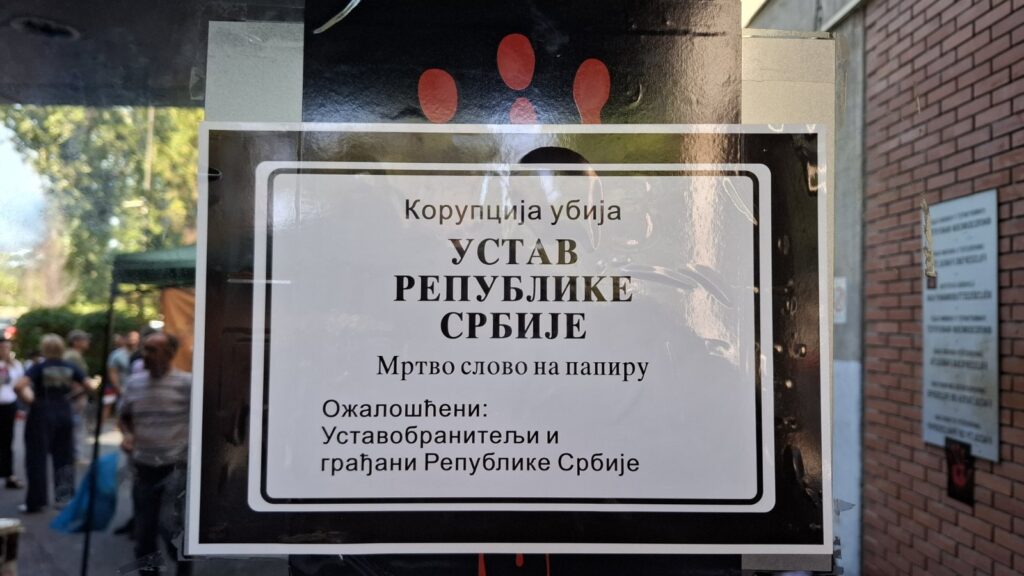 Корупција убија
УСТАВ
РЕПУБЛИКЕ
СРБИЈЕ
Мртво слово на папиру
Ожалошћени:
Уставобранитељи и
грађани Републике Србије